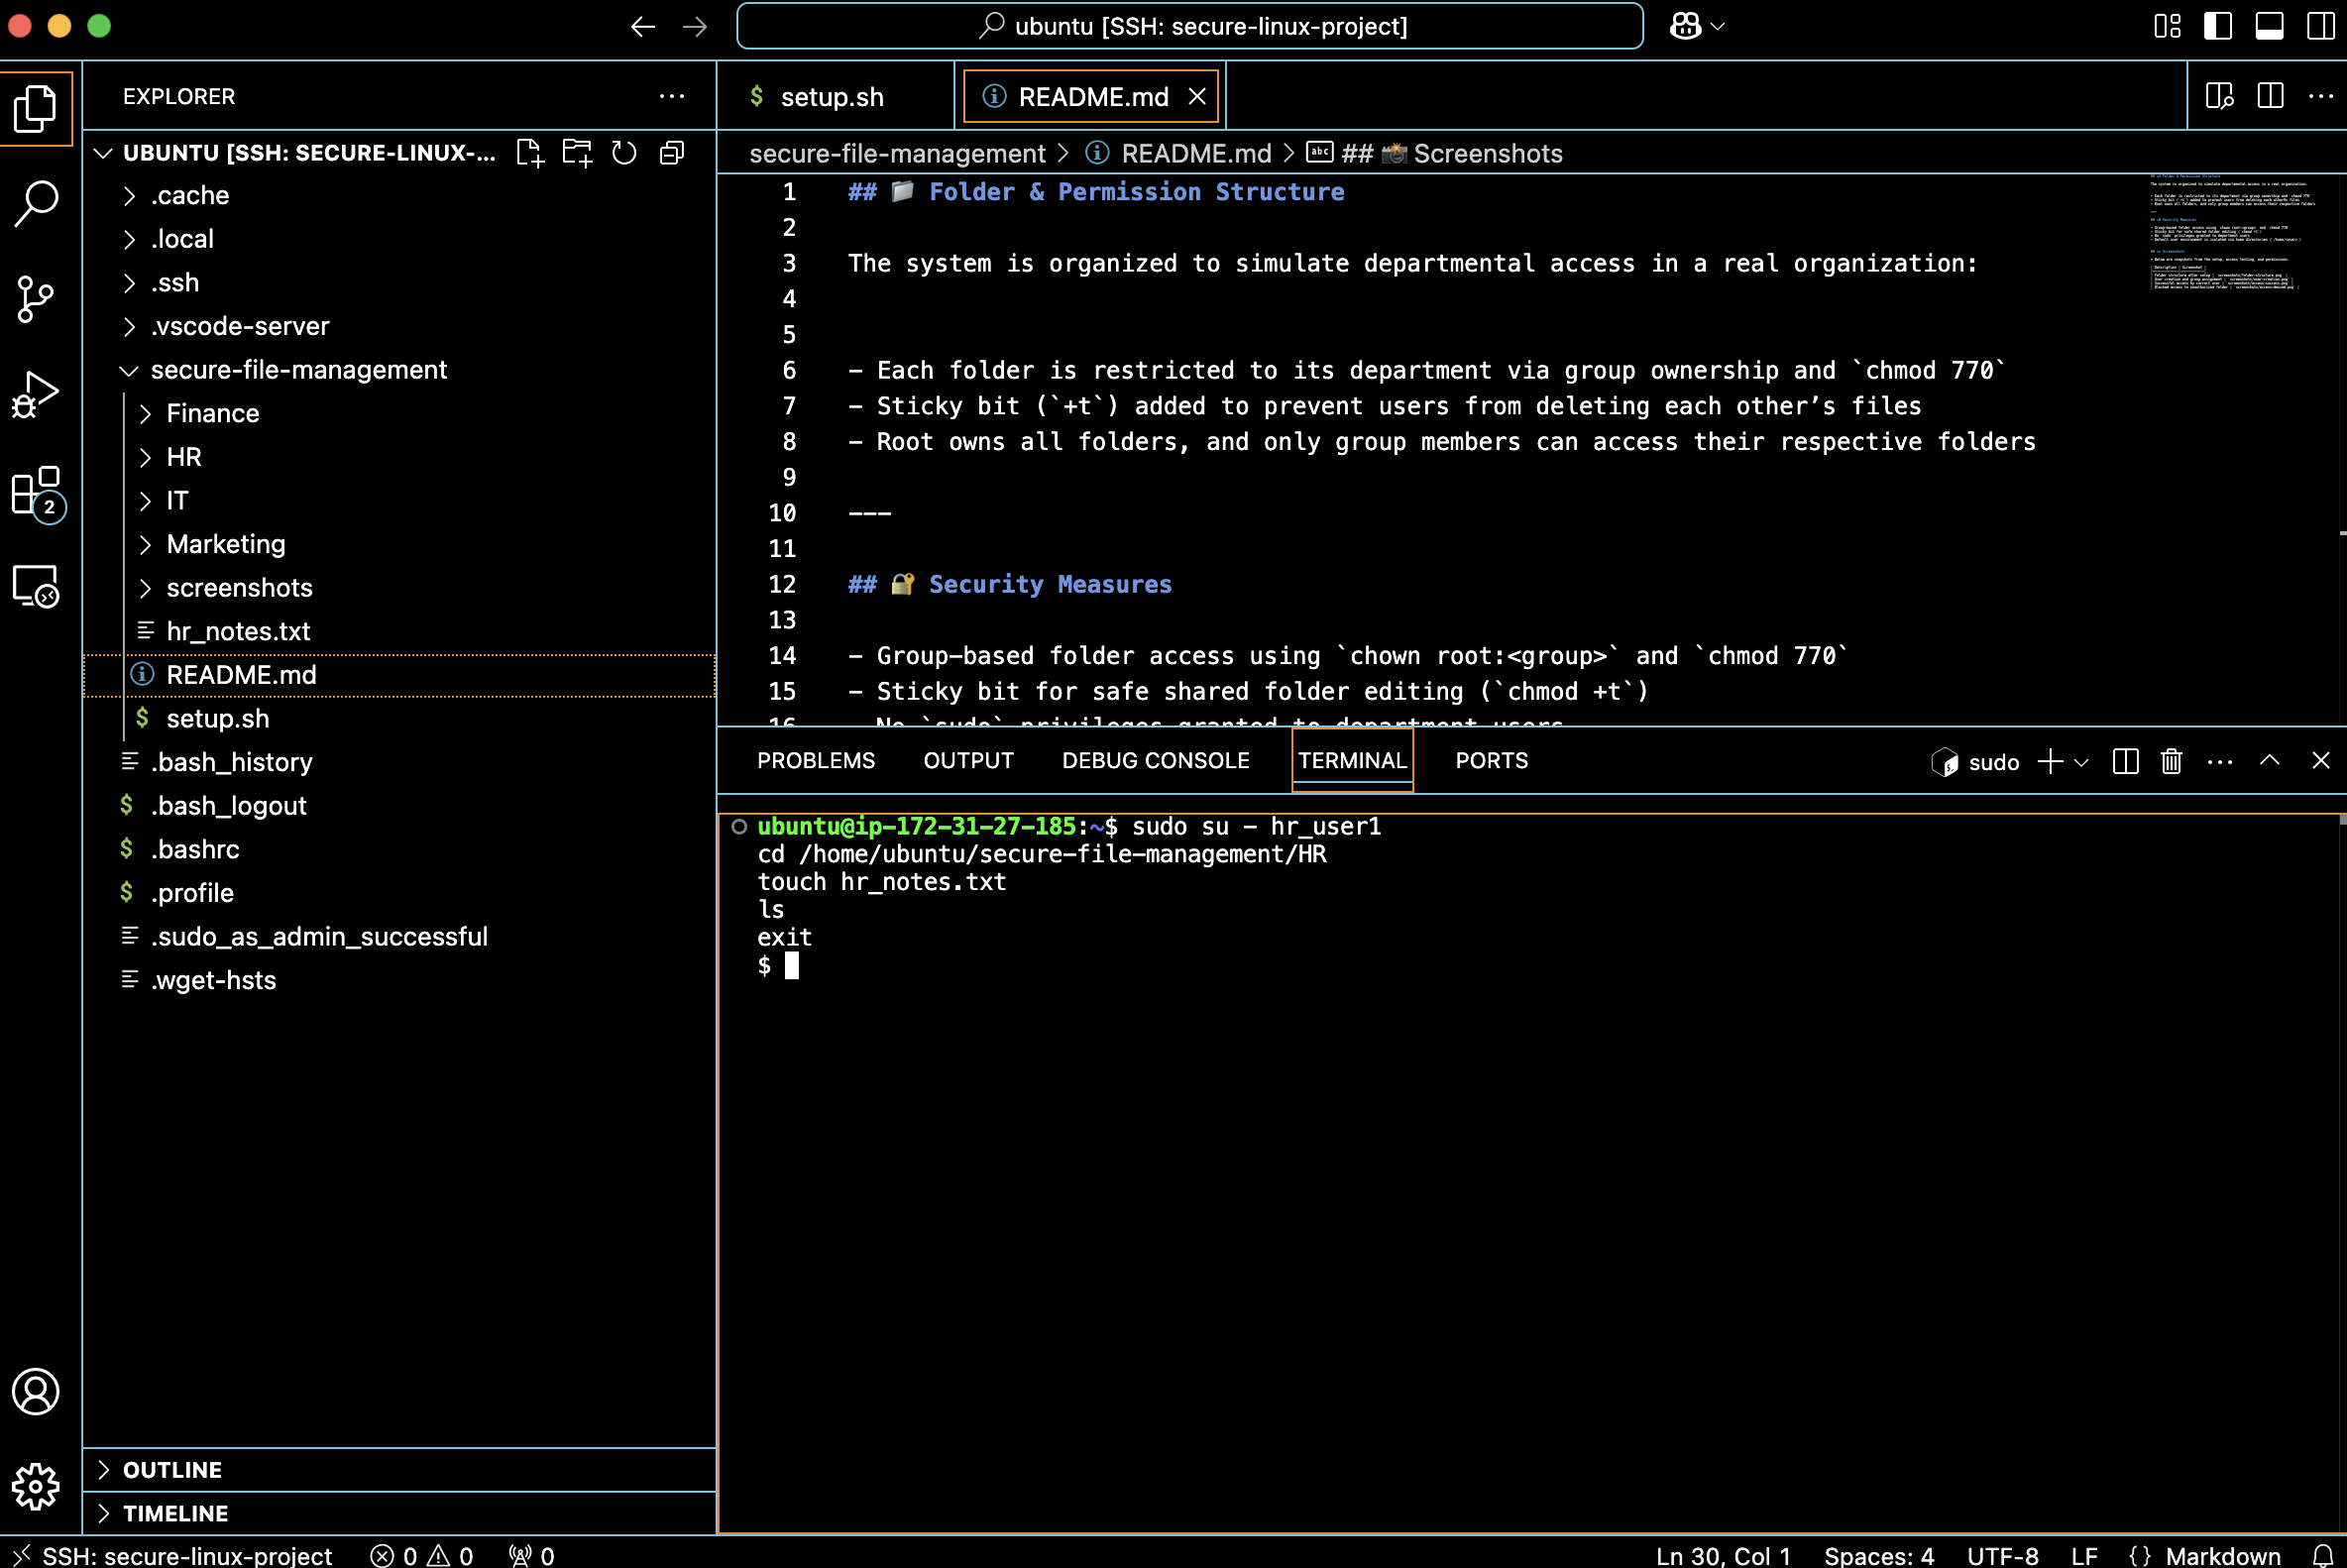 ubuntu [SSH: secure-linux-project]
EXPLORER
UBUNTU [SSH: SECURE-LINUX-...
.cache
.local
.ssh
.vscode-server
secure-file-management
Finance
HR
IT
Marketing
screenshots
hr_notes.txt
README.md
$ setup.sh
.bash_history
$ .bash_logout
$ .bashrc
$ .profile
.sudo_as_admin_successful
.wget-hsts
OUTLINE
TIMELINE
2
$ setup.sh
README.md
secure-file-management > README.md > abc ## 📸 Screenshots
1 ## 📁 Folder & Permission Structure
2
3 The system is organized to simulate departmental access in a real organization:
4
5
6 - Each folder is restricted to its department via group ownership and `chmod 770`
7 - Sticky bit (`+t`) added to prevent users from deleting each other’s files
8 - Root owns all folders, and only group members can access their respective folders
9
10 ---
11
12 ## 🔐 Security Measures
13
14 - Group-based folder access using `chown root:<group>` and `chmod 770`
15 - Sticky bit for safe shared folder editing (`chmod +t`)
16 - No `sudo` privileges granted to department users
PROBLEMS OUTPUT DEBUG CONSOLE TERMINAL PORTS
sudo
ubuntu@ip-172-31-27-185:~$ sudo su - hr_user1
cd /home/ubuntu/secure-file-management/HR
touch hr_notes.txt
ls
exit
$
SSH: secure-linux-project 0 0 0
Ln 30, Col 1 Spaces: 4 UTF-8 LF {} Markdown